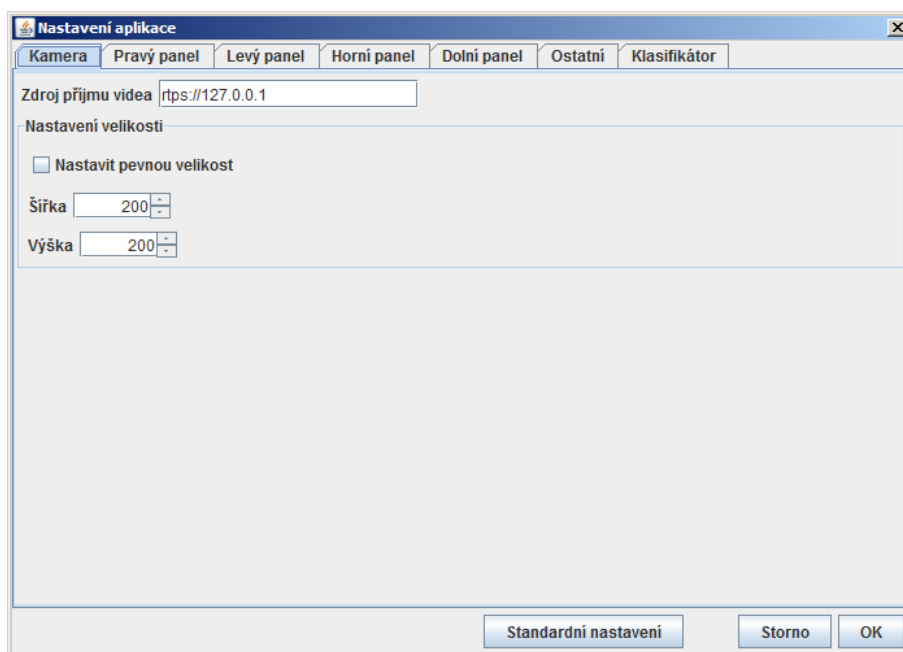 Nastavení aplikace
Kamera Pravý panel Levý panel Horní panel Dolní panel Ostatní Klasifikátor
Zdroj příjmu videa rtps://127.0.0.1
Nastavení velikosti
Nastavit pevnou velikost
Šířka 200
Výška 200
Standardní nastavení Storno OK